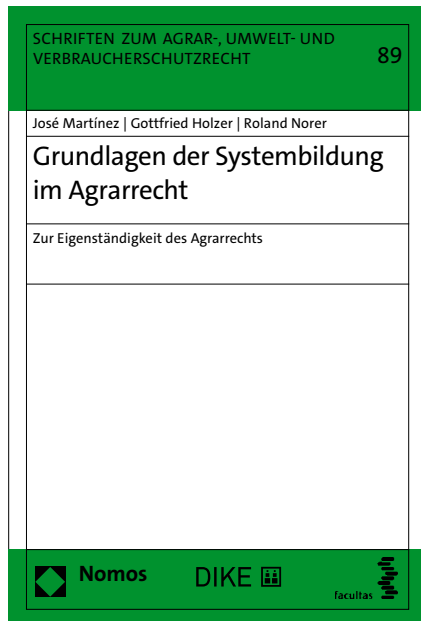 SCHRIFTEN ZUM AGRAR-, UMWELT- UND
VERBRAUCHERSCHUTZRECHT
89
José Martínez | Gottfried Holzer | Roland Norer
Grundlagen der Systembildung
im Agrarrecht
Zur Eigenständigkeit des Agrarrechts
Nomos
DIKE
facultas